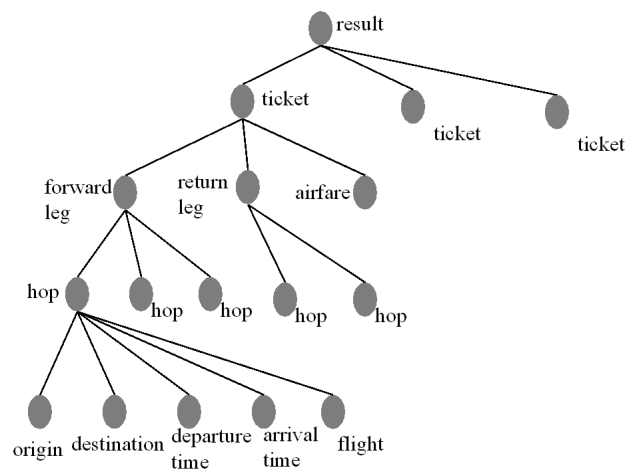 result
ticket
ticket
ticket
forward
leg
return
leg
airfare
hop
hop
hop
hop
hop
origin
destination
departure
time
arrival
time
flight